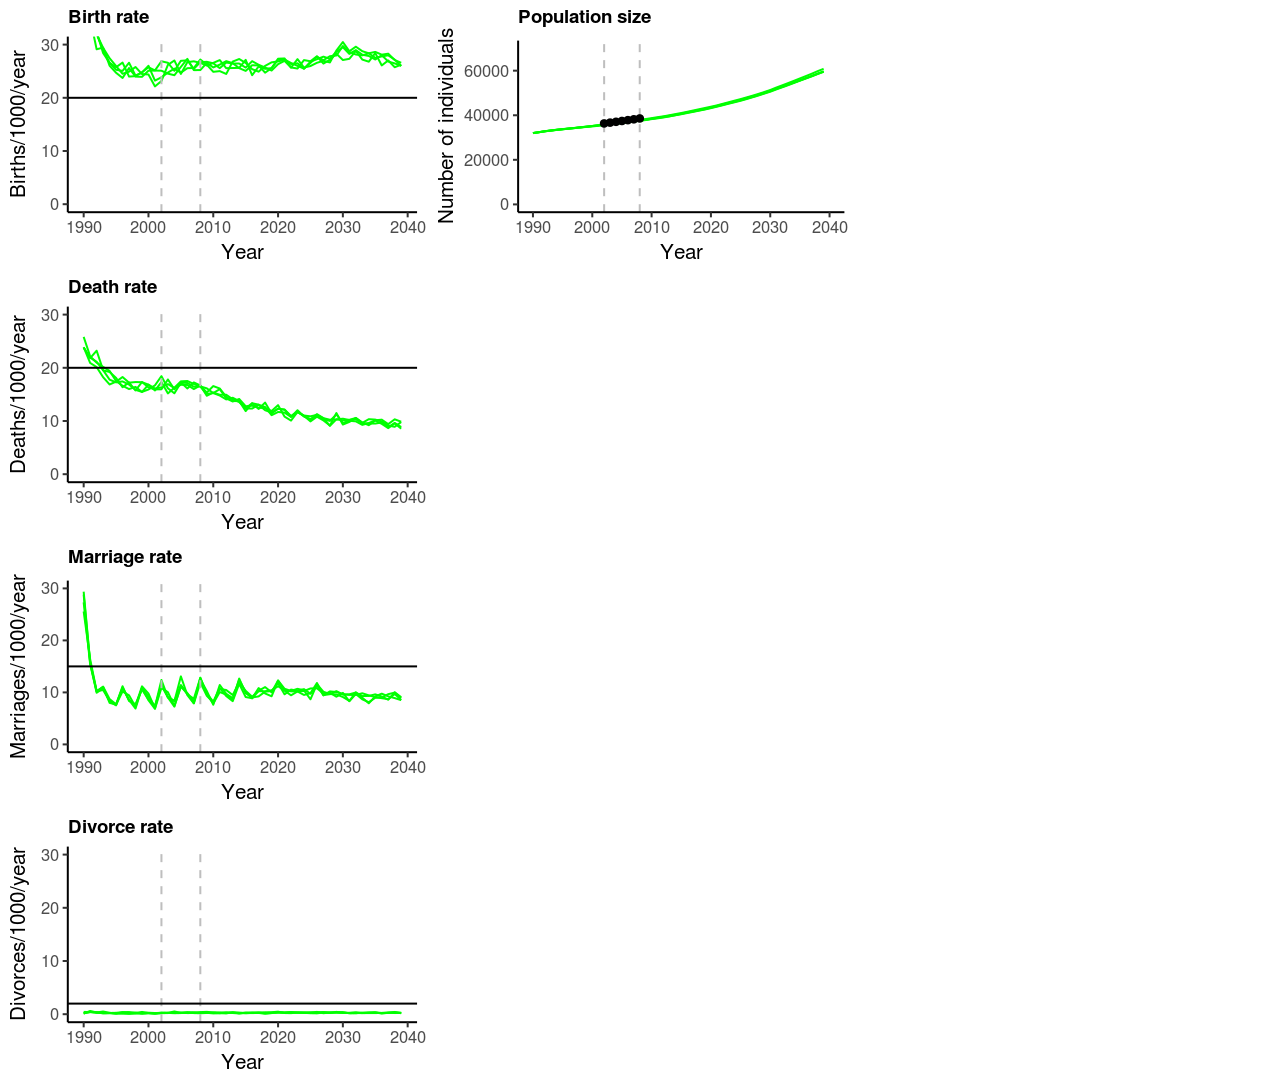 Birth rate
Births/1000/year
30
20
10
0
1990 2000 2010 2020 2030 2040
Year
Population size
Number of individuals
60000
40000
20000
0
1990 2000 2010 2020 2030 2040
Year
Death rate
Deaths/1000/year
30
20
10
0
1990 2000 2010 2020 2030 2040
Year
Marriage rate
Marriages/1000/year
30
20
10
0
1990 2000 2010 2020 2030 2040
Year
Divorce rate
Divorces/1000/year
30
20
10
0
1990 2000 2010 2020 2030 2040
Year